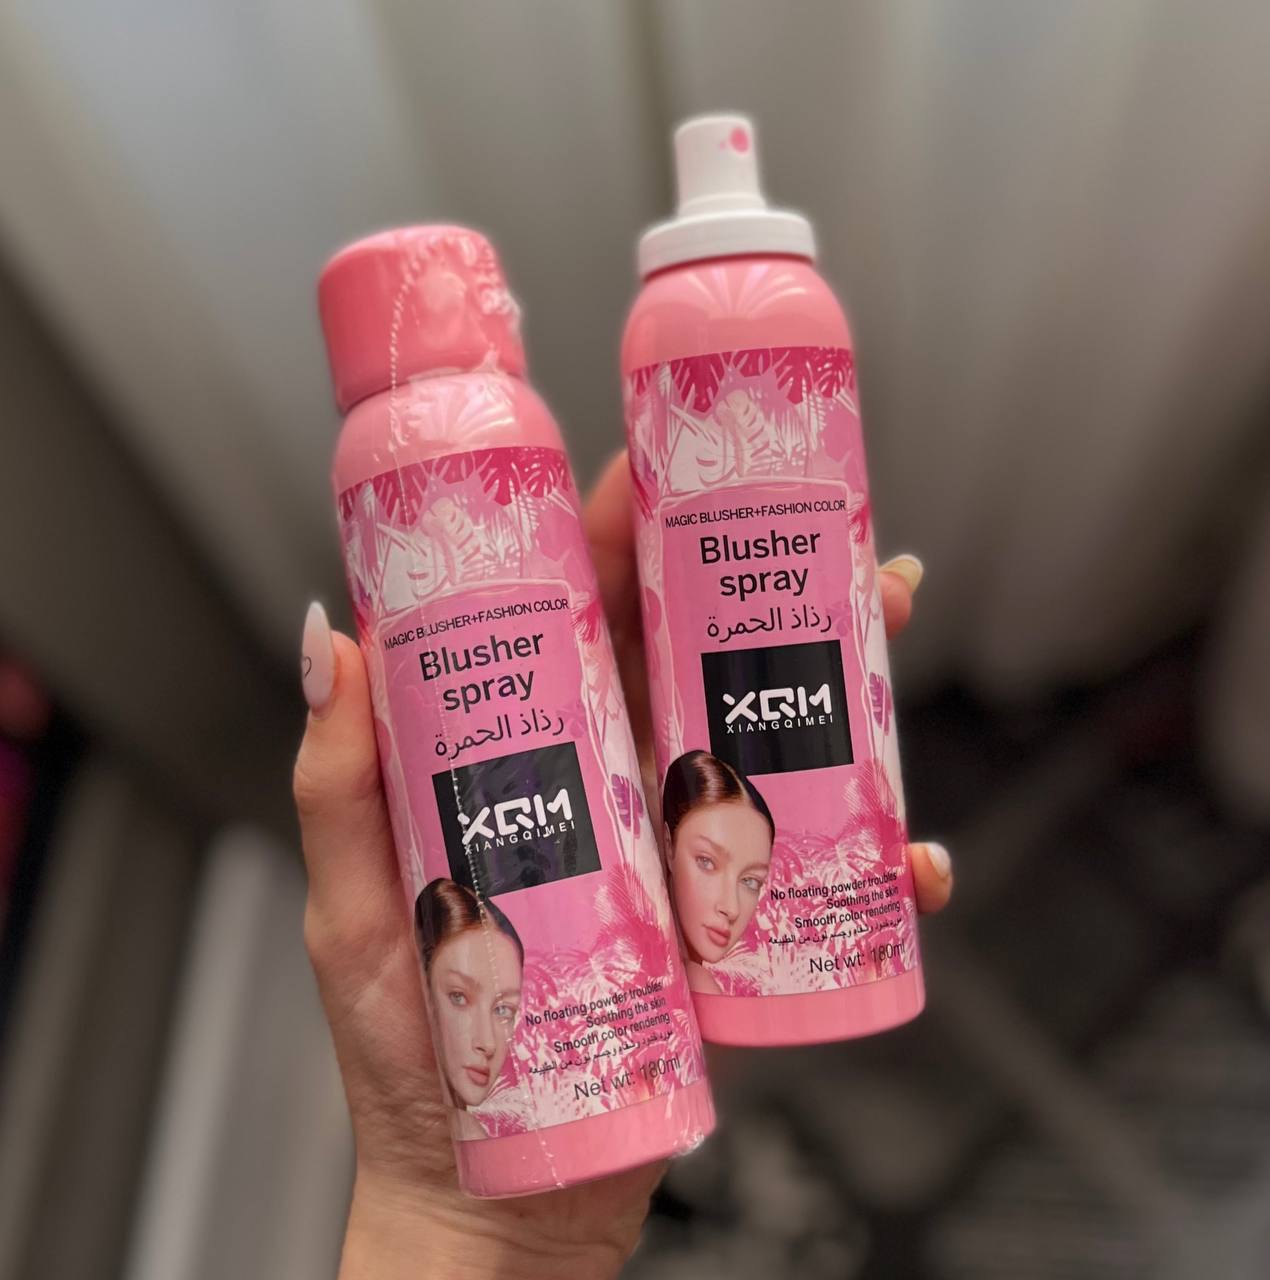 MAGIC BLUSHER+FASHION COLOR
Blusher
spray
رذاذ الحمرة
XQM
XIANGQIMEI
No floating powder troubles
Soothing the skin
Smooth color rendering
Net wt: 180ml
MAGIC BLUSHER+FASHION COLOR
Blusher
spray
رذاذ الحمرة
XQM
XIANGQIMEI
No floating powder troubles
Soothing the skin
Smooth color rendering
Net wt: 180ml